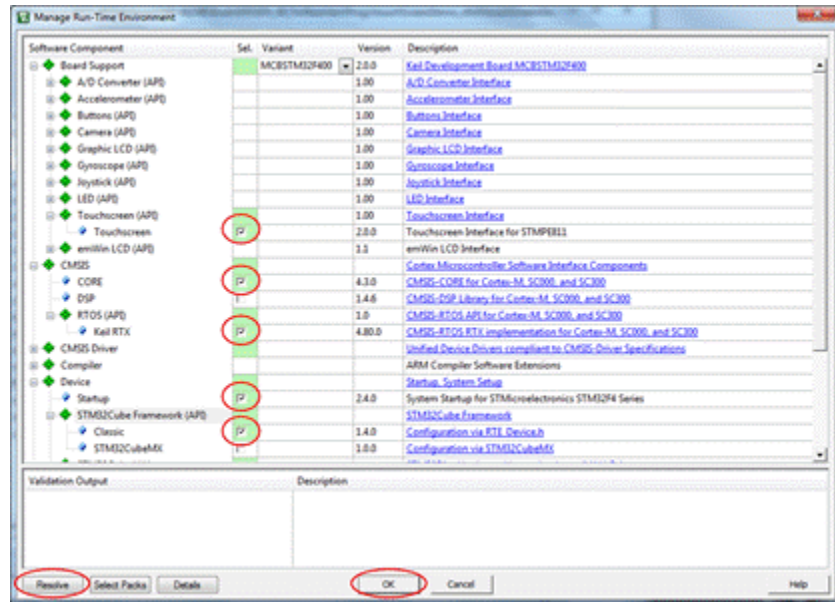 Manage Run-Time Environment
Software Component Sel. Variant Version Description
Board Support MCBSTM32F400 2.0.0 Keil Development Board MCBSTM32F400
A/D Converter (API) 1.00 A/D Converter Interface
Accelerometer (API) 1.00 Accelerometer Interface
Buttons (API) 1.00 Buttons Interface
Camera (API) 1.00 Camera Interface
Graphic LCD (API) 1.00 Graphic LCD Interface
Gyroscope (API) 1.00 Gyroscope Interface
Joystick (API) 1.00 Joystick Interface
LED (API) 1.00 LED Interface
Touchscreen (API) 1.00 Touchscreen Interface
Touchscreen 2.0.0 Touchscreen Interface for STMPE811
emWin LCD (API) 1.1 emWin LCD Interface
CMSIS Cortex Microcontroller Software Interface Components
CORE 4.3.0 CMSIS-CORE for Cortex-M, SC000, and SC300
DSP 1.4.6 CMSIS-DSP Library for Cortex-M, SC000, and SC300
RTOS (API) 1.0 CMSIS-RTOS API for Cortex-M, SC000, and SC300
Keil RTX 4.80.0 CMSIS-RTOS RTX implementation for Cortex-M, SC000, and SC300
CMSIS Driver Unified Device Drivers compliant to CMSIS-Driver Specifications
Compiler ARM Compiler Software Extensions
Device Startup, System Setup
Startup 2.4.0 System Startup for STMicroelectronics STM32F4 Series
STM32Cube Framework (API) STM32Cube Framework
Classic 1.4.0 Configuration via RTE_Device.h
STM32CubeMX 1.0.0 Configuration via STM32CubeMX
Validation Output Description
Resolve Select Packs Details OK Cancel Help